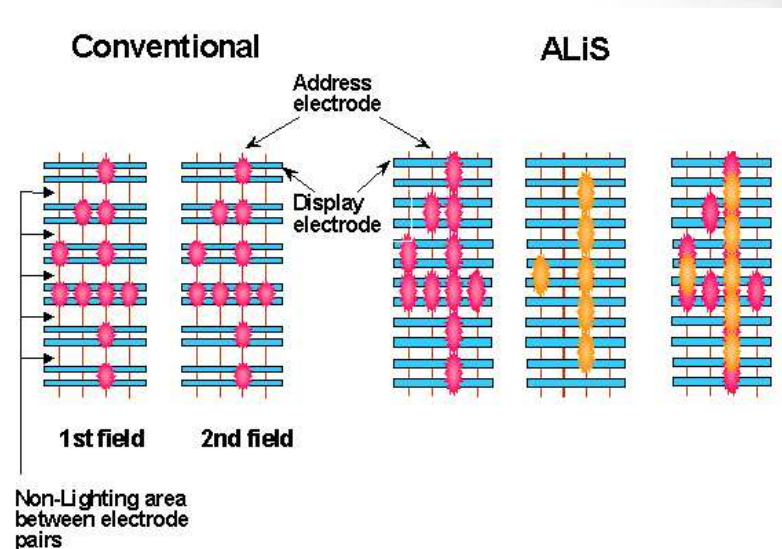 Conventional
ALiS
Address
electrode
Display
electrode
1st field
2nd field
Non-Lighting area
between electrode
pairs